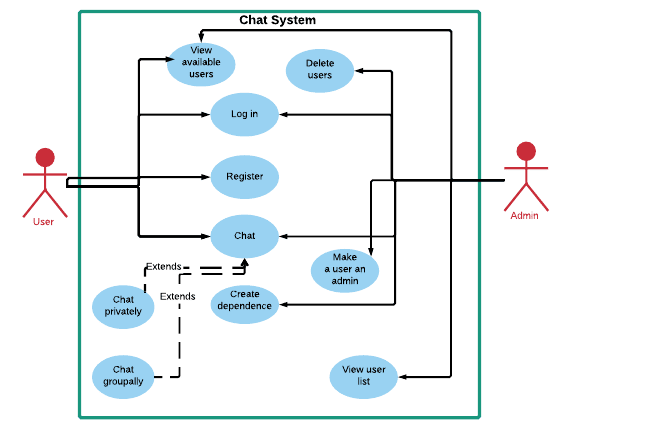 Chat System
View
available
users
Delete
users
Log in
Register
User
Admin
Chat
Make
a user an
admin
Extends
Extends
Chat
privately
Create
dependence
Chat
groupally
View user
list